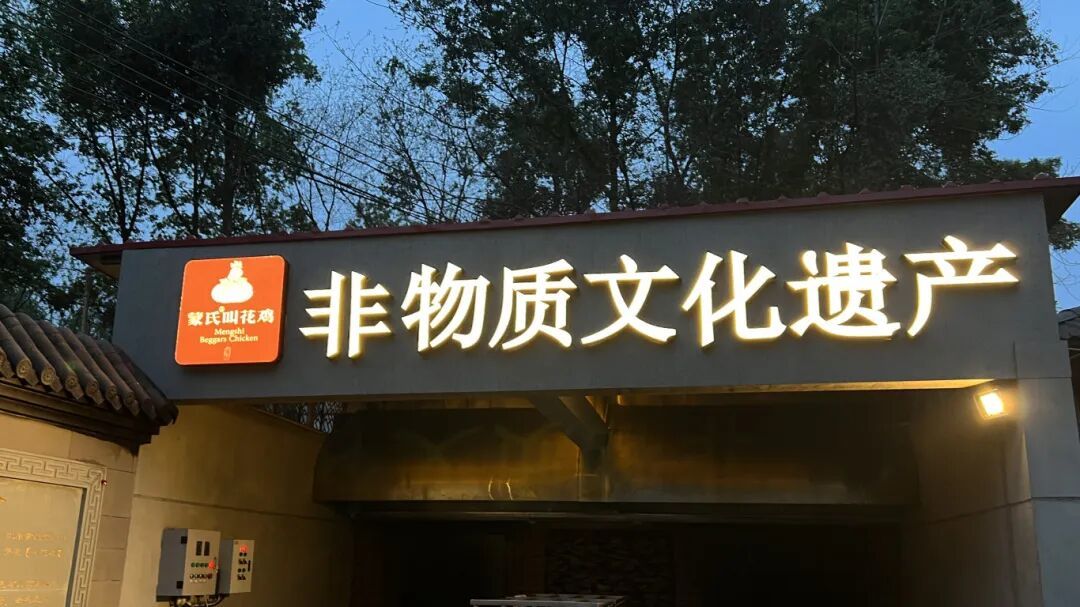 蒙氏叫花鸡
Mengshi
Beggars Chicken
非物质文化遗产